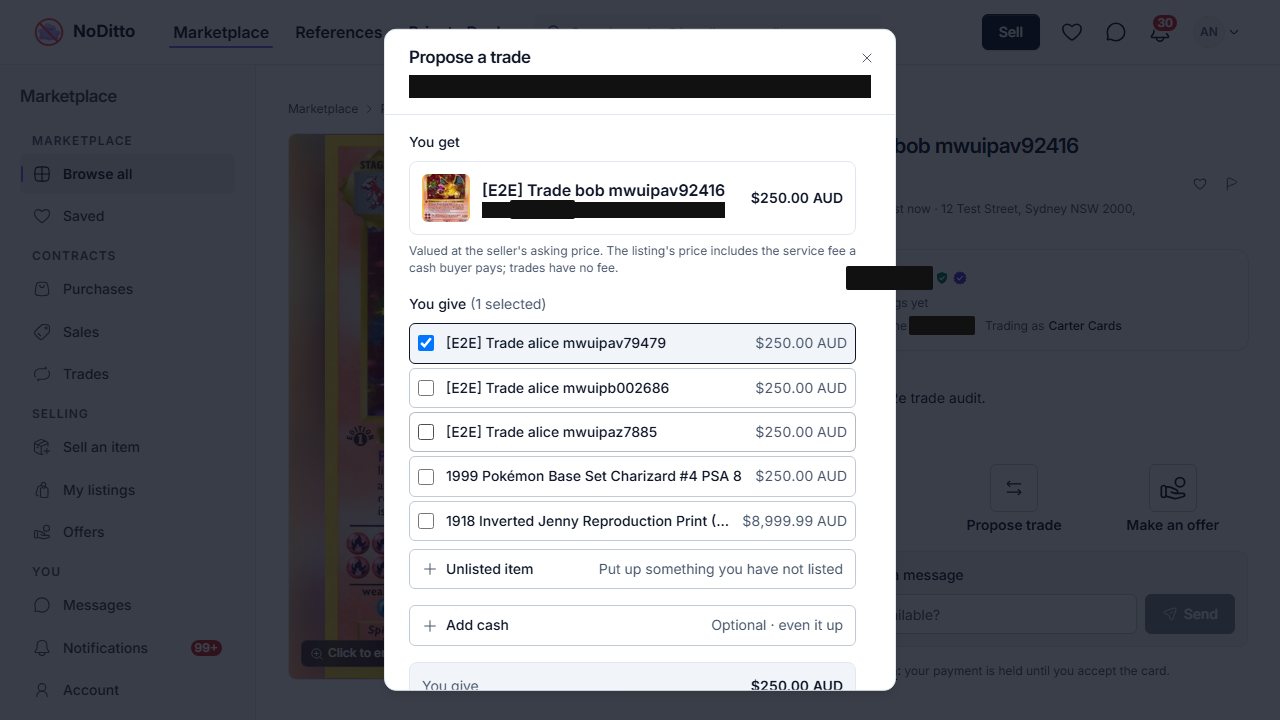 NoDitto
Marketplace
References
Sell
30
AN
Marketplace
MARKETPLACE
Browse all
Saved
CONTRACTS
Purchases
Sales
Trades
SELLING
Sell an item
My listings
Offers
YOU
Messages
Notifications
99+
Account
Marketplace
Propose a trade
You get
[E2E] Trade bob mwuipav92416
$250.00 AUD
Valued at the seller's asking price. The listing's price includes the service fee a
cash buyer pays; trades have no fee.
You give (1 selected)
[E2E] Trade alice mwuipav79479 $250.00 AUD
[E2E] Trade alice mwuipb002686 $250.00 AUD
[E2E] Trade alice mwuipaz7885 $250.00 AUD
1999 Pokémon Base Set Charizard #4 PSA 8 $250.00 AUD
1918 Inverted Jenny Reproduction Print (... $8,999.99 AUD
Unlisted item Put up something you have not listed
Add cash Optional · even it up
You give $250.00 AUD
bob mwuipav92416
st now · 12 Test Street, Sydney NSW 2000,
gs yet
Trading as Carter Cards
trade audit.
Propose trade
Make an offer
message
Send
your payment is held until you accept the card.
Click to